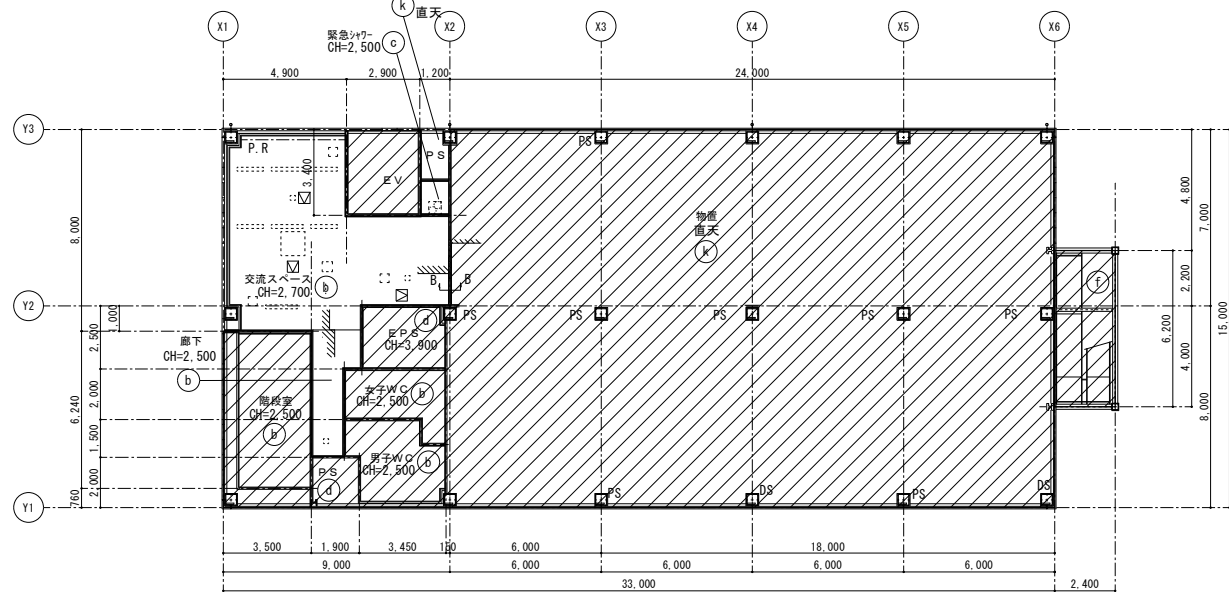 k
直天
X1
X2
X3
X4
X5
X6
緊急シャワー
CH=2,500
c
4,900
2,900
1,200
24,000
Y3
P.R
PS
PS
EV
3,400
4,800
7,000
8,000
物置
直天
k
交流スペース
CH=2,700
b
B
B
f
2,200
15,000
Y2
1,000
2,500
EPS
CH=3,900
d
PS
PS
PS
PS
PS
6,200
4,000
廊下
CH=2,500
b
女子WC
CH=2,500
b
2,000
6,240
階段室
CH=2,500
b
8,000
1,500
男子WC
CH=2,500
b
PS
d
2,000
760
Y1
PS
DS
PS
DS
3,500
1,900
3,450
6,000
18,000
9,000
6,000
6,000
6,000
6,000
33,000
2,400